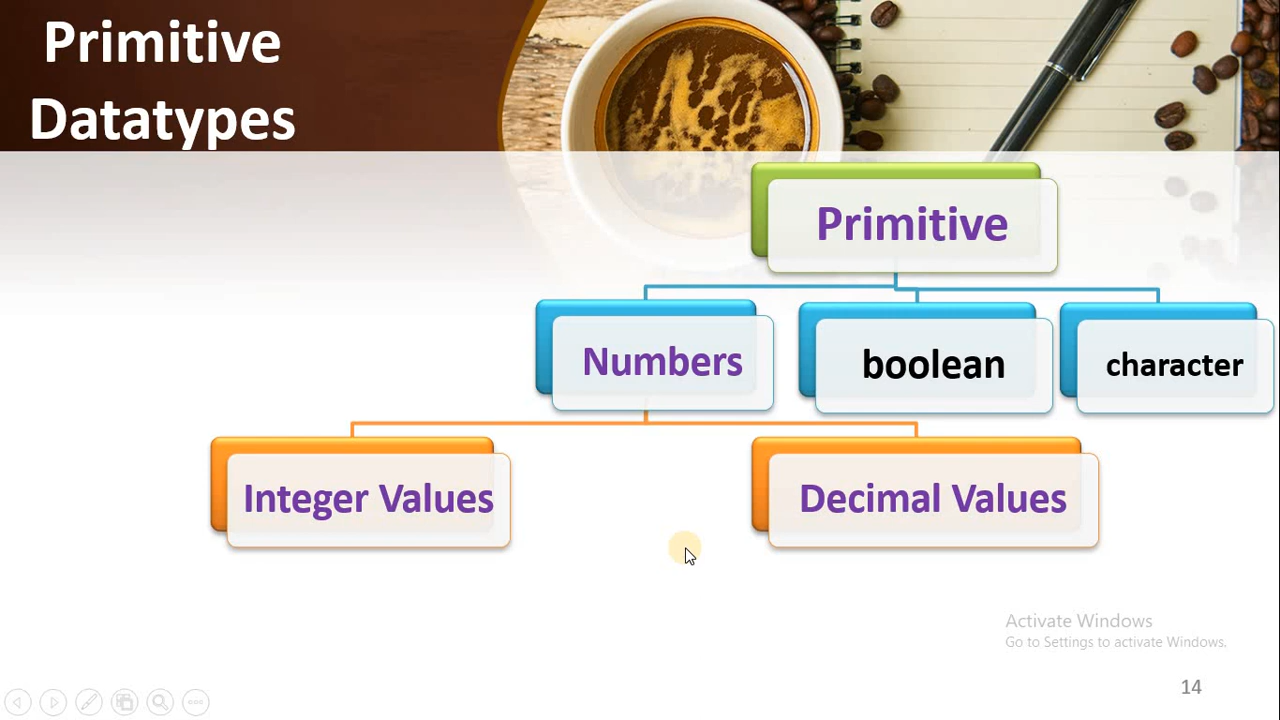 Primitive
Datatypes
Primitive
Numbers
boolean
character
Integer Values
Decimal Values
Activate Windows
Go to Settings to activate Windows.
14